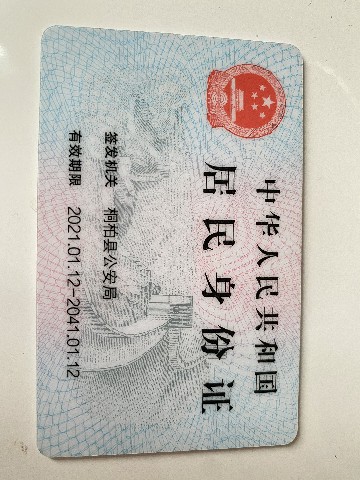 中华人民共和国
居民身份证
签发机关 桐柏县公安局
有效期限 2021.01.12-2041.01.12